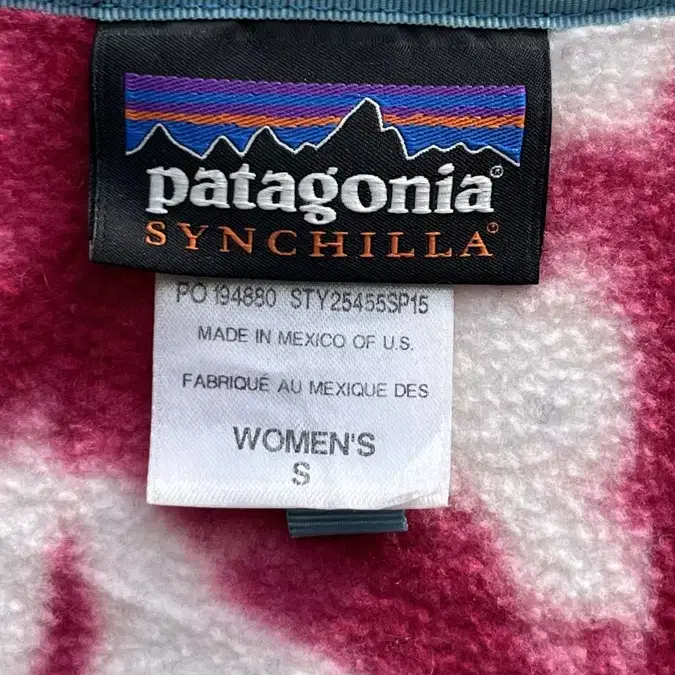 patagonia®
SYNCHILLA®
PO 194880 STY25455SP15
MADE IN MEXICO OF U.S.
FABRIQUÉ AU MEXIQUE DES
WOMEN'S
S